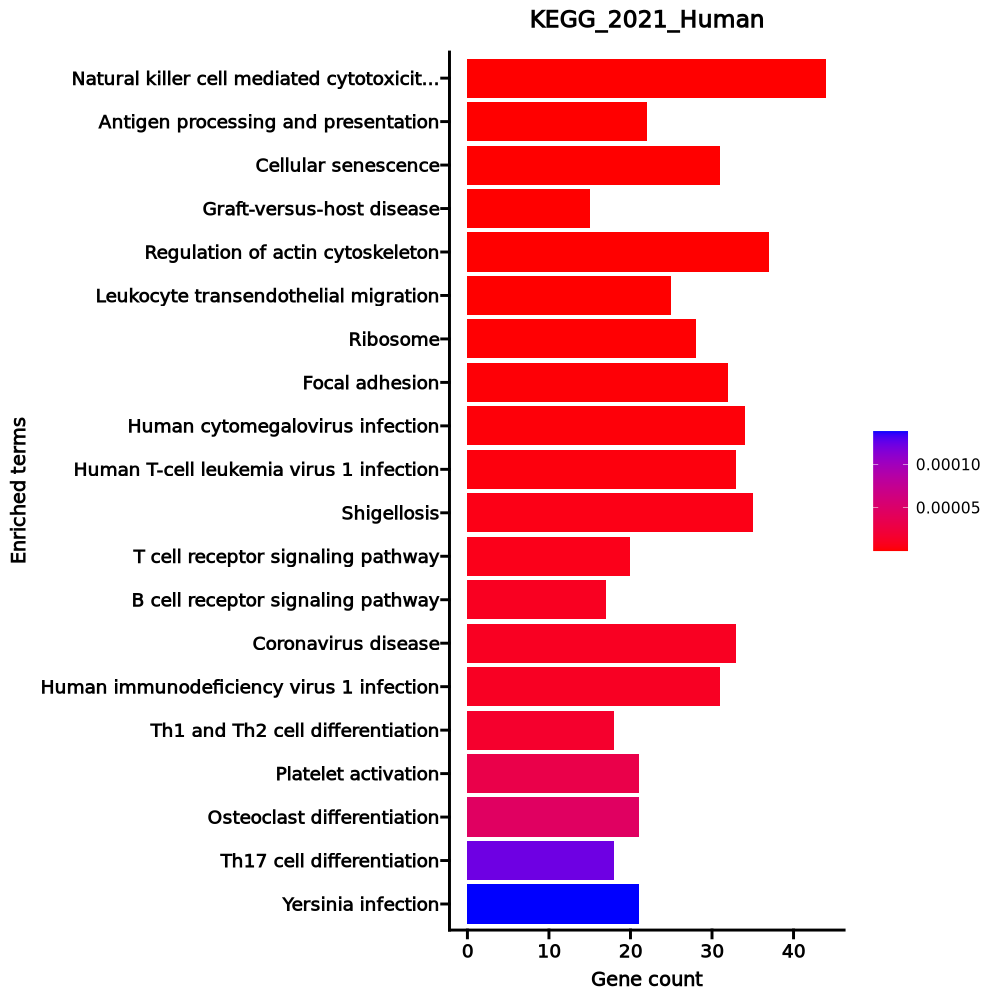 KEGG_2021_Human
Natural killer cell mediated cytotoxicit...
Antigen processing and presentation
Cellular senescence
Graft-versus-host disease
Regulation of actin cytoskeleton
Leukocyte transendothelial migration
Ribosome
Focal adhesion
Human cytomegalovirus infection
Human T-cell leukemia virus 1 infection
Shigellosis
T cell receptor signaling pathway
B cell receptor signaling pathway
Coronavirus disease
Human immunodeficiency virus 1 infection
Th1 and Th2 cell differentiation
Platelet activation
Osteoclast differentiation
Th17 cell differentiation
Yersinia infection
Enriched terms
0 10 20 30 40
Gene count
0.00010
0.00005